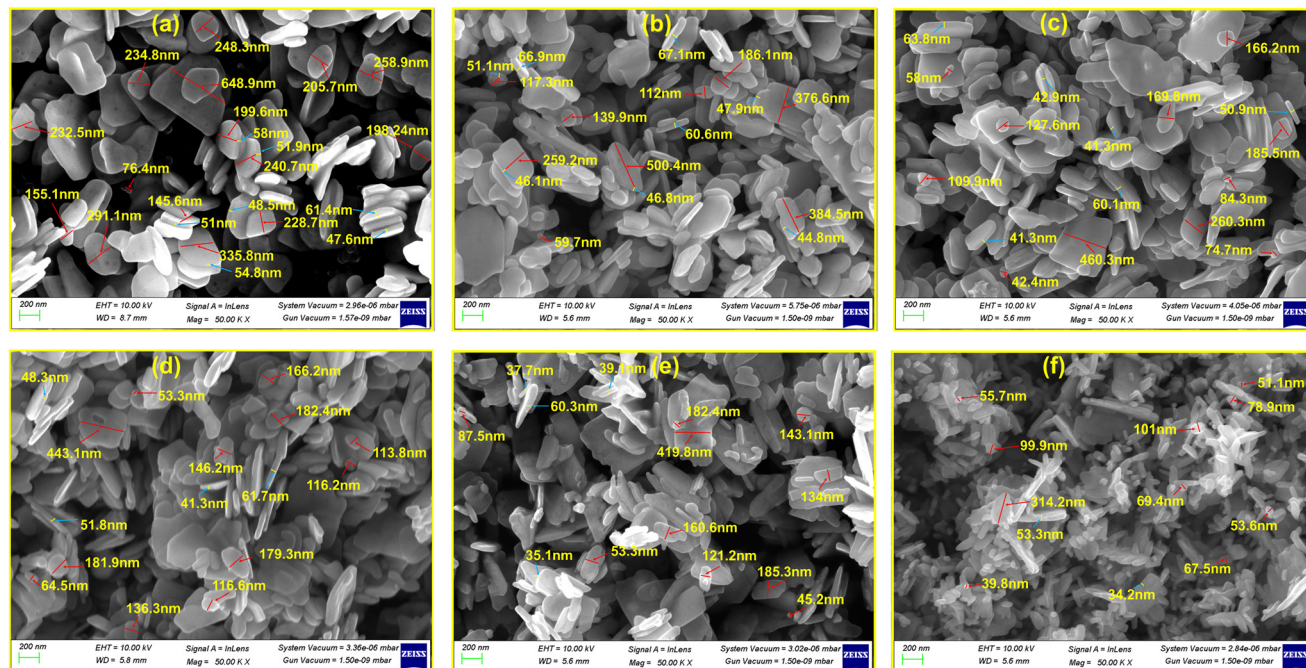 (a)
248.3nm
234.8nm
258.9nm
205.7nm
648.9nm
199.6nm
58nm
232.5nm
198.24nm
51.9nm
240.7nm
76.4nm
155.1nm
145.6nm
48.5nm
61.4nm
291.1nm
51nm
228.7nm
47.6nm
335.8nm
54.8nm
200 nm EHT = 10.00 kV Signal A = InLens System Vacuum = 2.96e-06 mbar
WD = 8.7 mm Mag = 50.00 K X Gun Vacuum = 1.57e-09 mbar
ZEISS
(b)
67.1nm
66.9nm
186.1nm
51.1nm
117.3nm
112nm
376.6nm
47.9nm
139.9nm
60.6nm
259.2nm
500.4nm
46.1nm
46.8nm
384.5nm
59.7nm
44.8nm
200 nm EHT = 10.00 kV Signal A = InLens System Vacuum = 5.75e-06 mbar
WD = 5.6 mm Mag = 50.00 K X Gun Vacuum = 1.50e-09 mbar
ZEISS
(c)
63.8nm
166.2nm
58nm
42.9nm
169.8nm
50.9nm
127.6nm
41.3nm
185.5nm
109.9nm
84.3nm
60.1nm
260.3nm
41.3nm
460.3nm
74.7nm
42.4nm
200 nm EHT = 10.00 kV Signal A = InLens System Vacuum = 4.05e-06 mbar
WD = 5.6 mm Mag = 50.00 K X Gun Vacuum = 1.50e-09 mbar
ZEISS
(d)
48.3nm
166.2nm
53.3nm
182.4nm
443.1nm
113.8nm
146.2nm
116.2nm
41.3nm
61.7nm
51.8nm
179.3nm
181.9nm
64.5nm
116.6nm
136.3nm
200 nm EHT = 10.00 kV Signal A = InLens System Vacuum = 3.36e-06 mbar
WD = 5.8 mm Mag = 50.00 K X Gun Vacuum = 1.50e-09 mbar
ZEISS
(e)
37.7nm
39.1nm
60.3nm
87.5nm
182.4nm
143.1nm
419.8nm
134nm
160.6nm
35.1nm
53.3nm
121.2nm
185.3nm
45.2nm
200 nm EHT = 10.00 kV Signal A = InLens System Vacuum = 3.02e-06 mbar
WD = 5.6 mm Mag = 50.00 K X Gun Vacuum = 1.50e-09 mbar
ZEISS
(f)
51.1nm
55.7nm
78.9nm
101nm
99.9nm
69.4nm
314.2nm
53.6nm
53.3nm
67.5nm
39.8nm
34.2nm
200 nm EHT = 10.00 kV Signal A = InLens System Vacuum = 2.84e-06 mbar
WD = 5.6 mm Mag = 50.00 K X Gun Vacuum = 1.50e-09 mbar
ZEISS